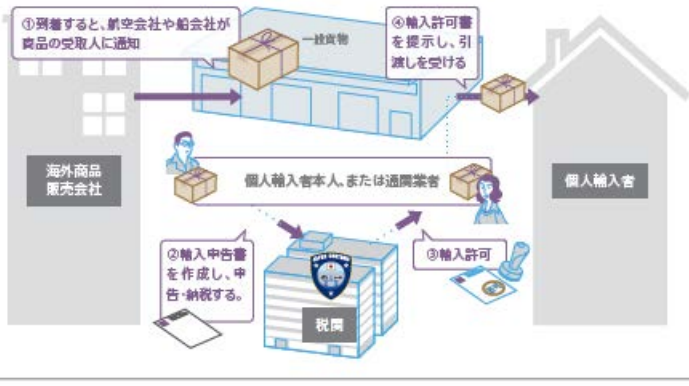 ①到着すると、航空会社や船会社が
商品の受取人に通知
一般貨物
④輸入許可書
を提示し、引
渡しを受ける
海外商品
販売会社
個人輸入者本人、または通関業者
個人輸入者
②輸入申告書
を作成し、申
告・納税する。
③輸入許可
税関